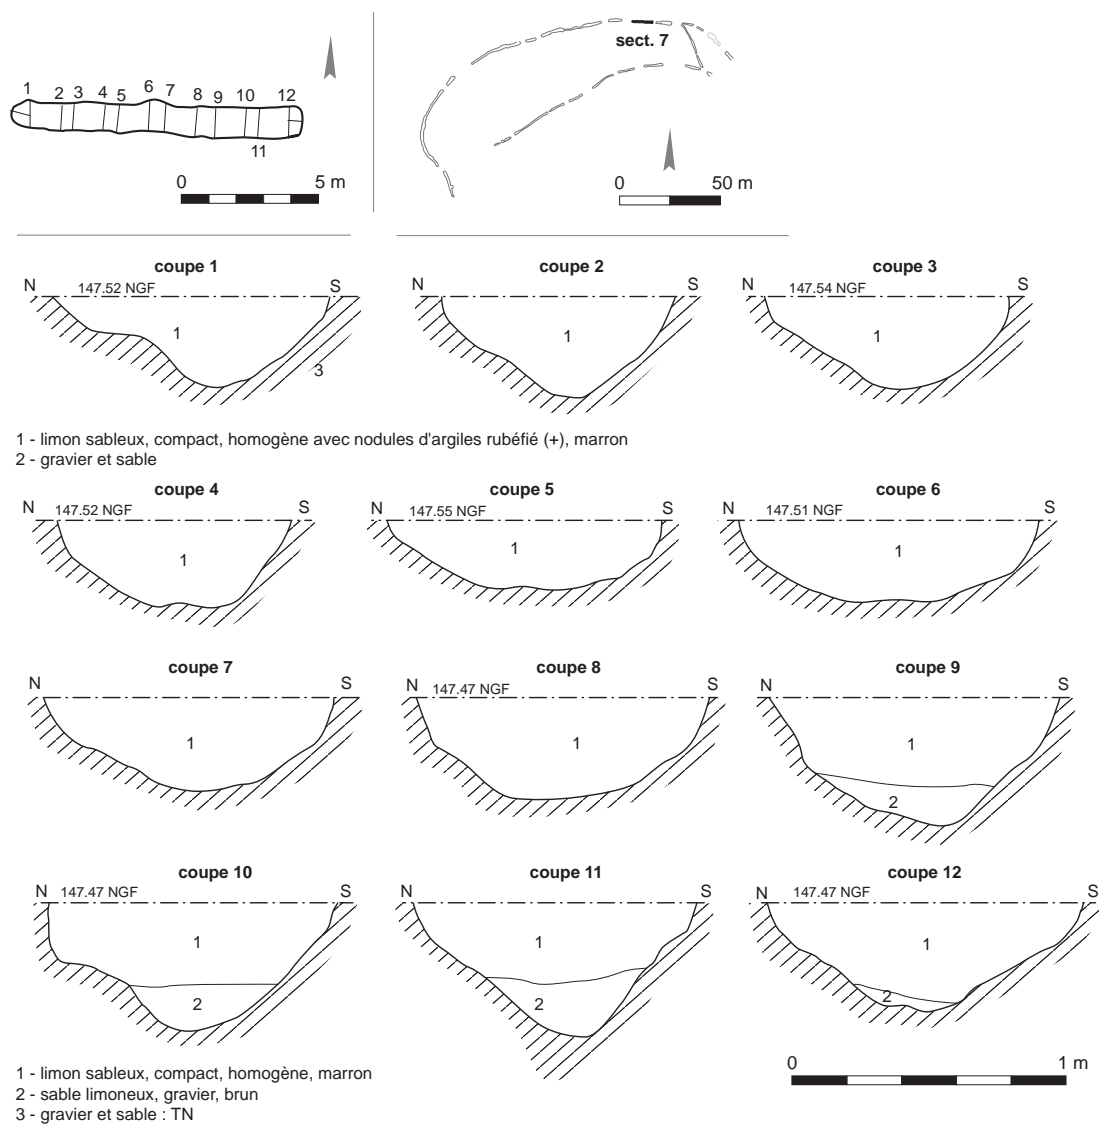 sect. 7
1 2 3 4 5 6 7 8 9 10 12
11
0 5 m
0 50 m
coupe 1 coupe 2 coupe 3
N 147.52 NGF S N S N 147.54 NGF S
1 1 1
3
1 - limon sableux, compact, homogène avec nodules d'argiles rubéfié (+), marron
2 - gravier et sable
coupe 4 coupe 5 coupe 6
N 147.52 NGF S N 147.55 NGF S N 147.51 NGF S
1 1 1
coupe 7 coupe 8 coupe 9
N S N 147.47 NGF S N S
1 1 1
2
coupe 10 coupe 11 coupe 12
N 147.47 NGF S N S N 147.47 NGF S
1 1 1
2 2 2
1 - limon sableux, compact, homogène, marron
2 - sable limoneux, gravier, brun
3 - gravier et sable : TN
0 1 m